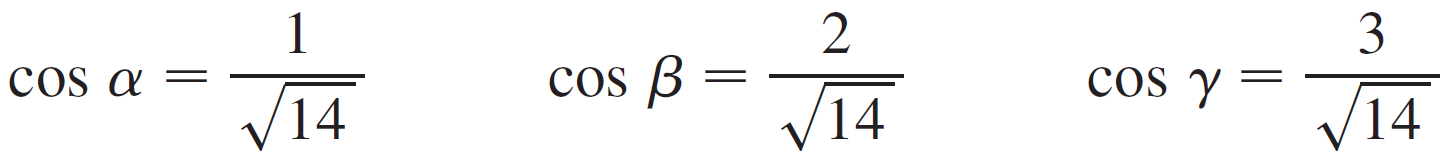 cos α = 1/√14    cos β = 2/√14    cos γ = 3/√14